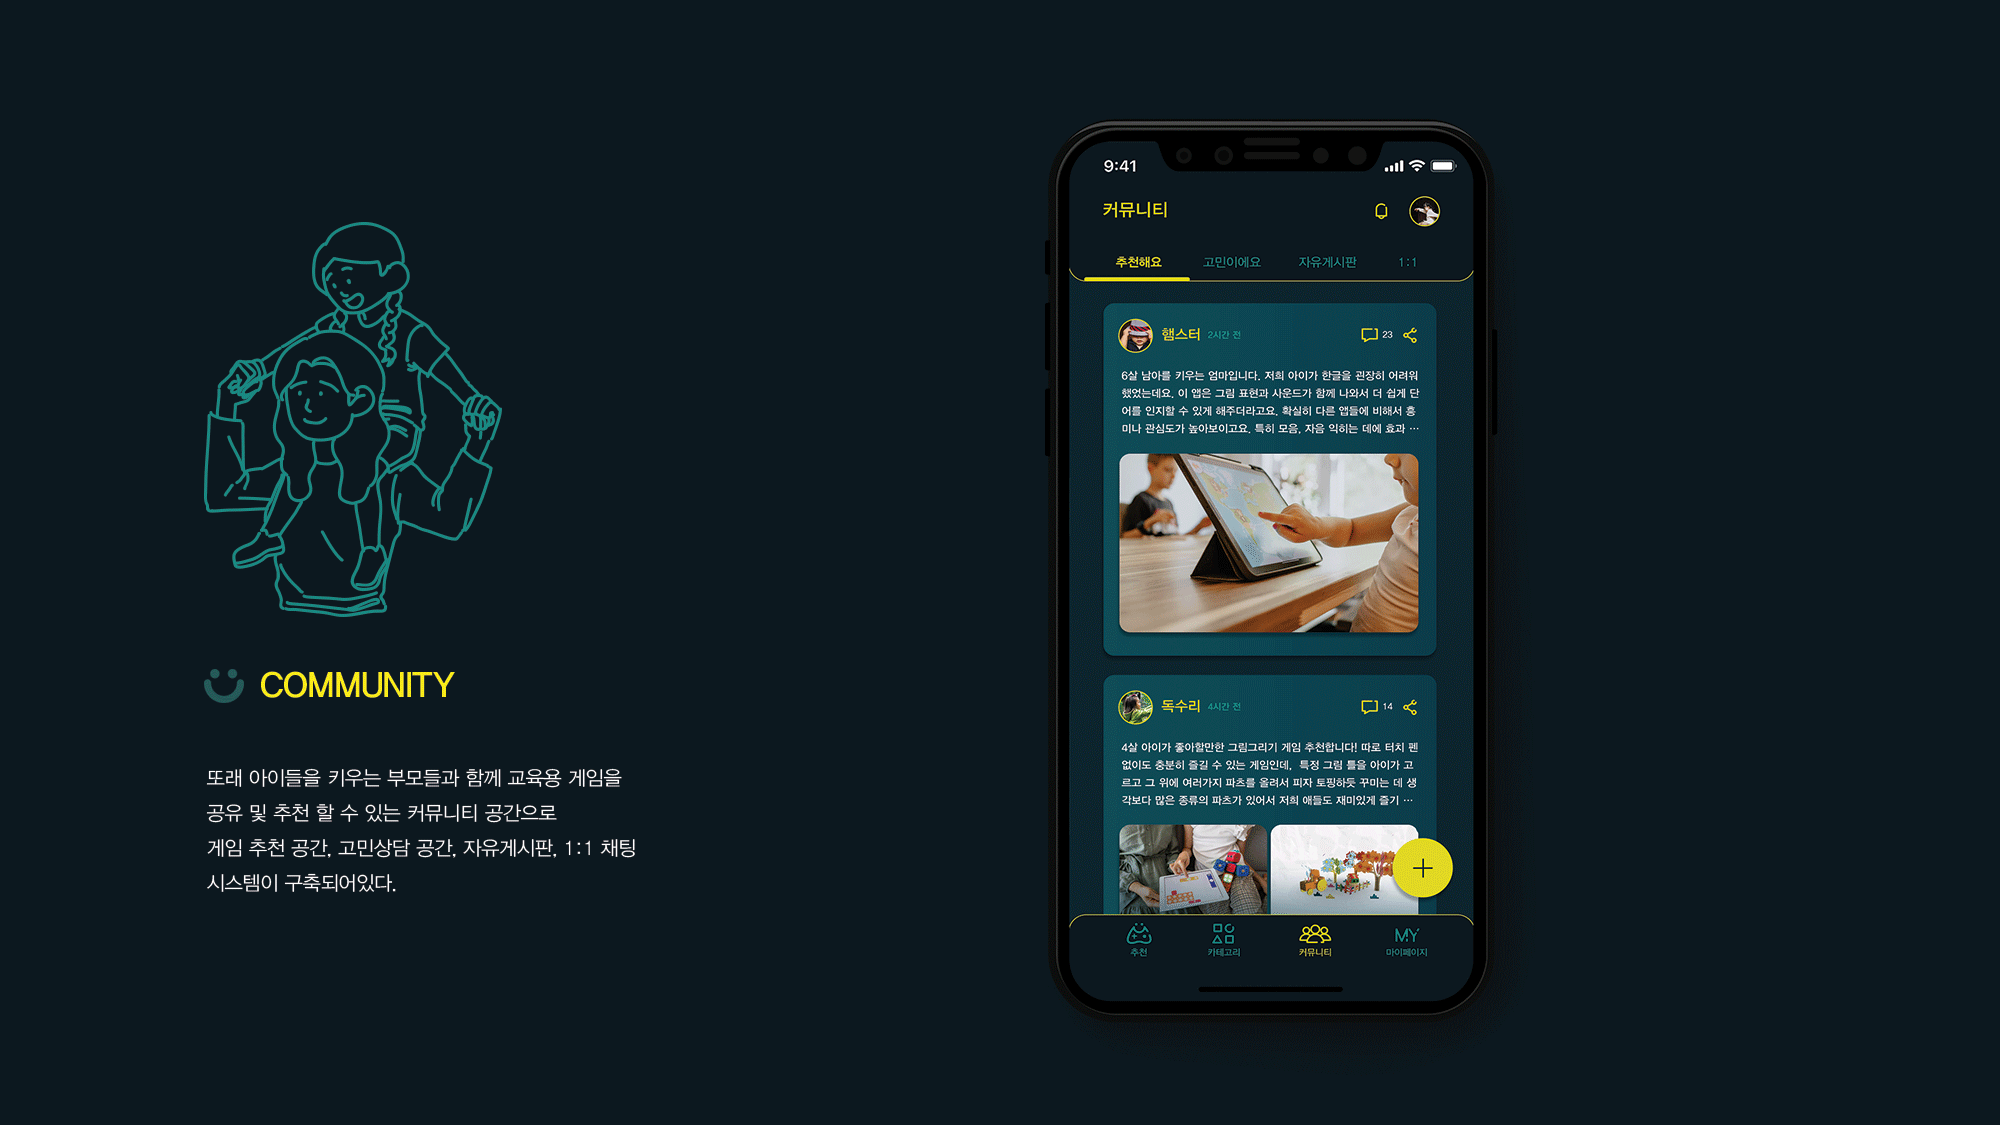 COMMUNITY
또래 아이들을 키우는 부모들과 함께 교육용 게임을
공유 및 추천 할 수 있는 커뮤니티 공간으로
게임 추천 공간, 고민상담 공간, 자유게시판, 1:1 채팅
시스템이 구축되어있다.
9:41
커뮤니티
추천해요 고민이에요 자유게시판 1:1
햄스터 2시간 전 23
6살 남아를 키우는 엄마입니다. 저희 아이가 한글을 굉장히 어려워
했었는데요. 이 앱은 그림 표현과 사운드가 함께 나와서 더 쉽게 단
어를 인지할 수 있게 해주더라고요. 확실히 다른 앱들에 비해서 흥
미나 관심도가 높아보이고요. 특히 모음, 자음 익히는 데에 효과 ···
독수리 4시간 전 14
4살 아이가 좋아할만한 그림그리기 게임 추천합니다! 따로 터치 펜
없이도 충분히 즐길 수 있는 게임인데, 특정 그림 틀을 아이가 고
르고 그 위에 여러가지 파츠를 올려서 피자 토핑하듯 꾸미는 데 생
각보다 많은 종류의 파츠가 있어서 저희 애들도 재미있게 즐기 ···
MY
추천 카테고리 커뮤니티 마이페이지